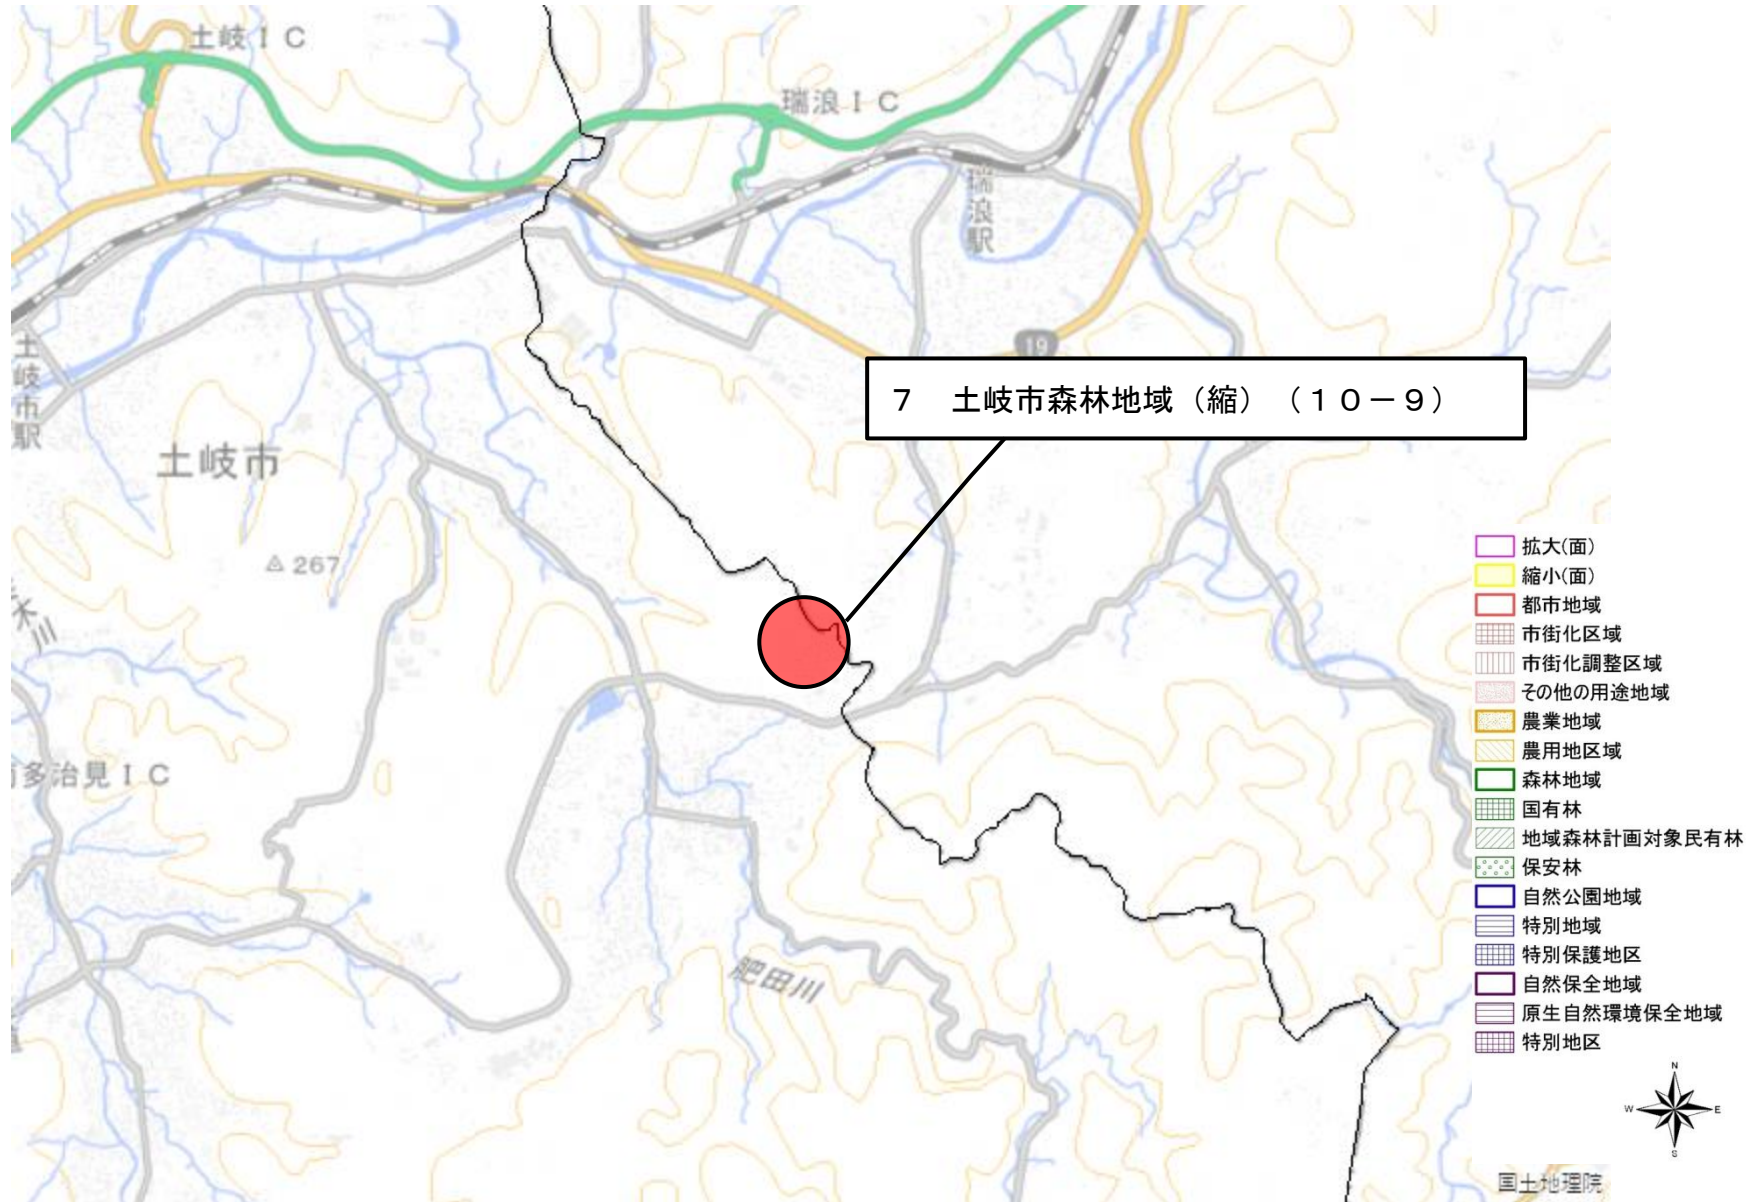 土岐IC
瑞浪IC
瑞浪駅
19
土岐市駅
7 土岐市森林地域（縮）（10－9）
土岐市
267
木川
多治見IC
肥田川
拡大(面)
縮小(面)
都市地域
市街化区域
市街化調整区域
その他の用途地域
農業地域
農用地区域
森林地域
国有林
地域森林計画対象民有林
保安林
自然公園地域
特別地域
特別保護地区
自然保全地域
原生自然環境保全地域
特別地区
N
W
E
S
国土地理院